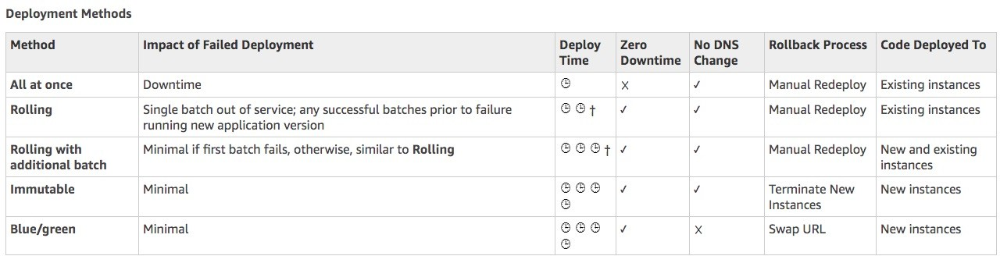 Deployment Methods
Method Impact of Failed Deployment Deploy Time Zero Downtime No DNS Change Rollback Process Code Deployed To
All at once Downtime 🕒 X ✓ Manual Redeploy Existing instances
Rolling Single batch out of service; any successful batches prior to failure running new application version 🕒 🕒 † ✓ ✓ Manual Redeploy Existing instances
Rolling with additional batch Minimal if first batch fails, otherwise, similar to Rolling 🕒 🕒 🕒 † ✓ ✓ Manual Redeploy New and existing instances
Immutable Minimal 🕒 🕒 🕒 🕒 ✓ ✓ Terminate New Instances New instances
Blue/green Minimal 🕒 🕒 🕒 🕒 ✓ X Swap URL New instances